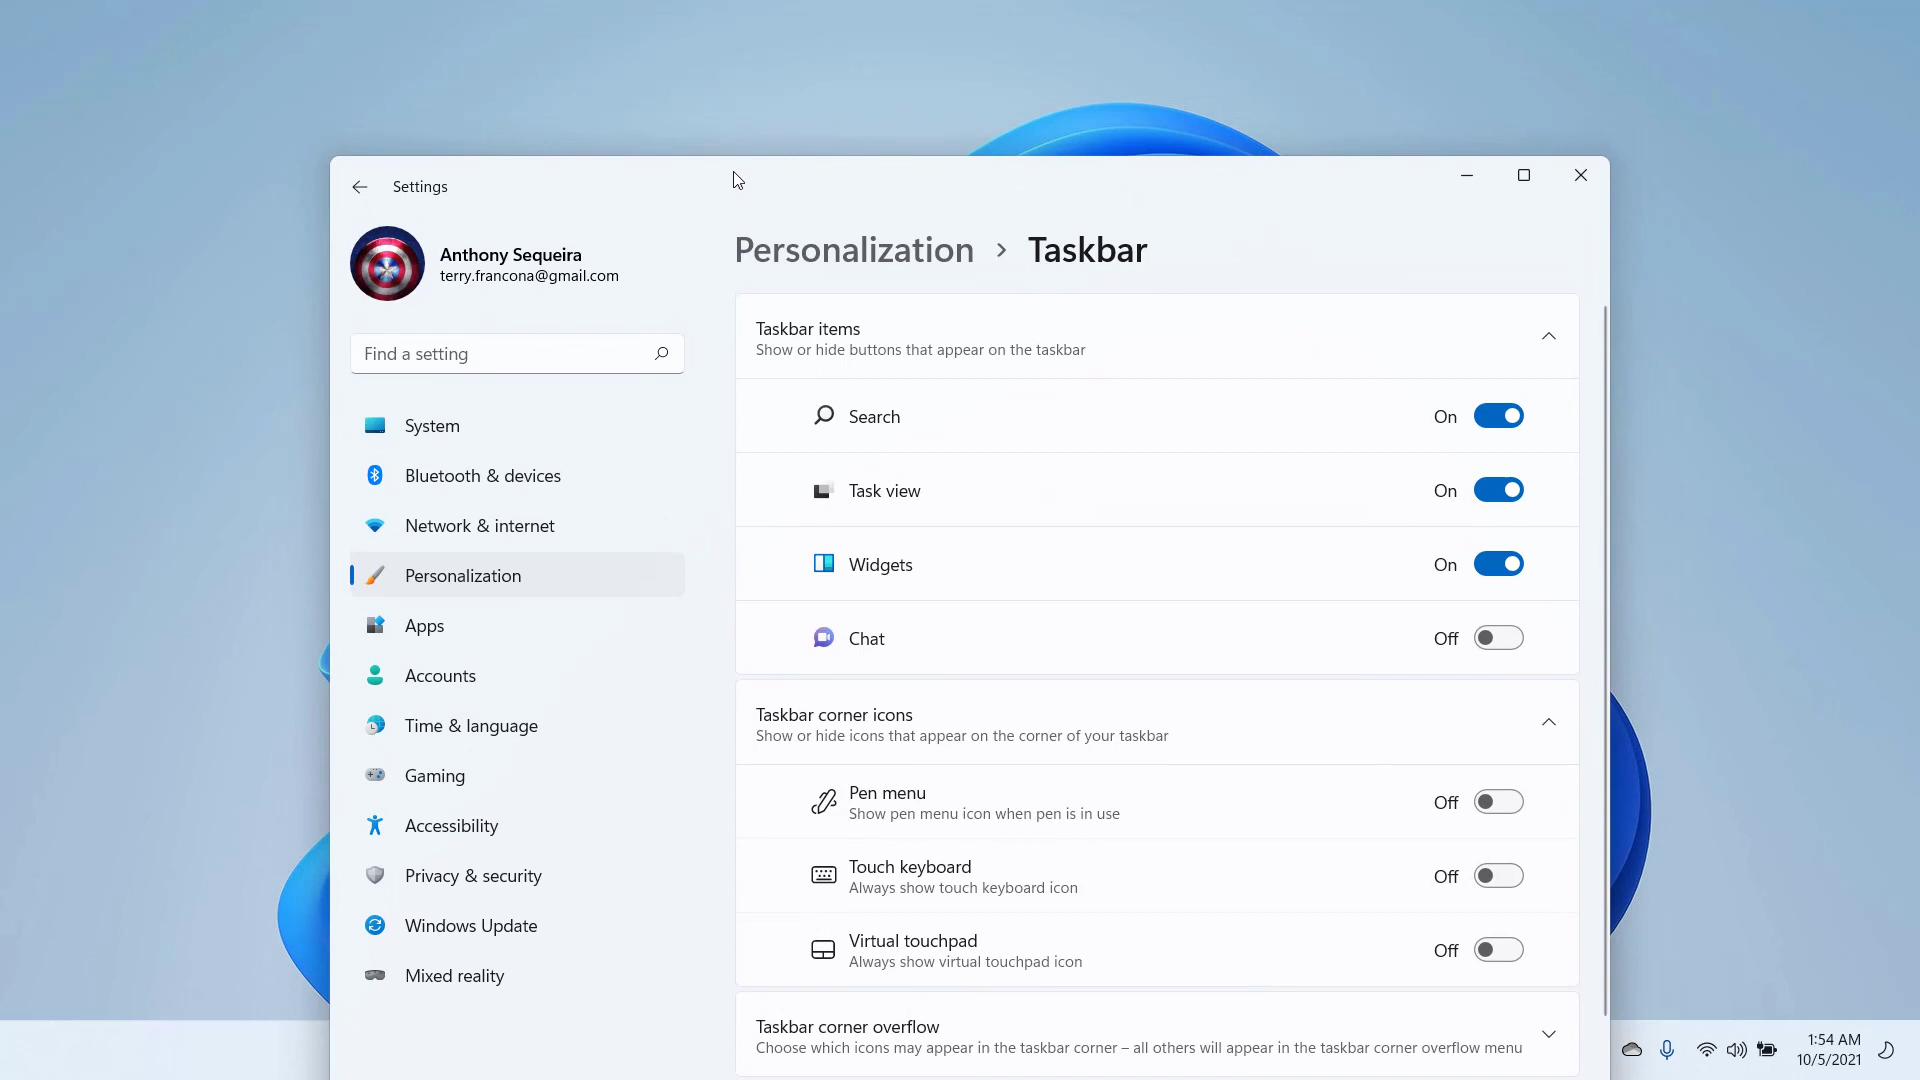 Settings
Anthony Sequeira
terry.francona@gmail.com
Find a setting
System
Bluetooth & devices
Network & internet
Personalization
Apps
Accounts
Time & language
Gaming
Accessibility
Privacy & security
Windows Update
Mixed reality
Personalization > Taskbar
Taskbar items
Show or hide buttons that appear on the taskbar
Search On
Task view On
Widgets On
Chat Off
Taskbar corner icons
Show or hide icons that appear on the corner of your taskbar
Pen menu
Show pen menu icon when pen is in use
Off
Touch keyboard
Always show touch keyboard icon
Off
Virtual touchpad
Always show virtual touchpad icon
Off
Taskbar corner overflow
Choose which icons may appear in the taskbar corner – all others will appear in the taskbar corner overflow menu
1:54 AM
10/5/2021